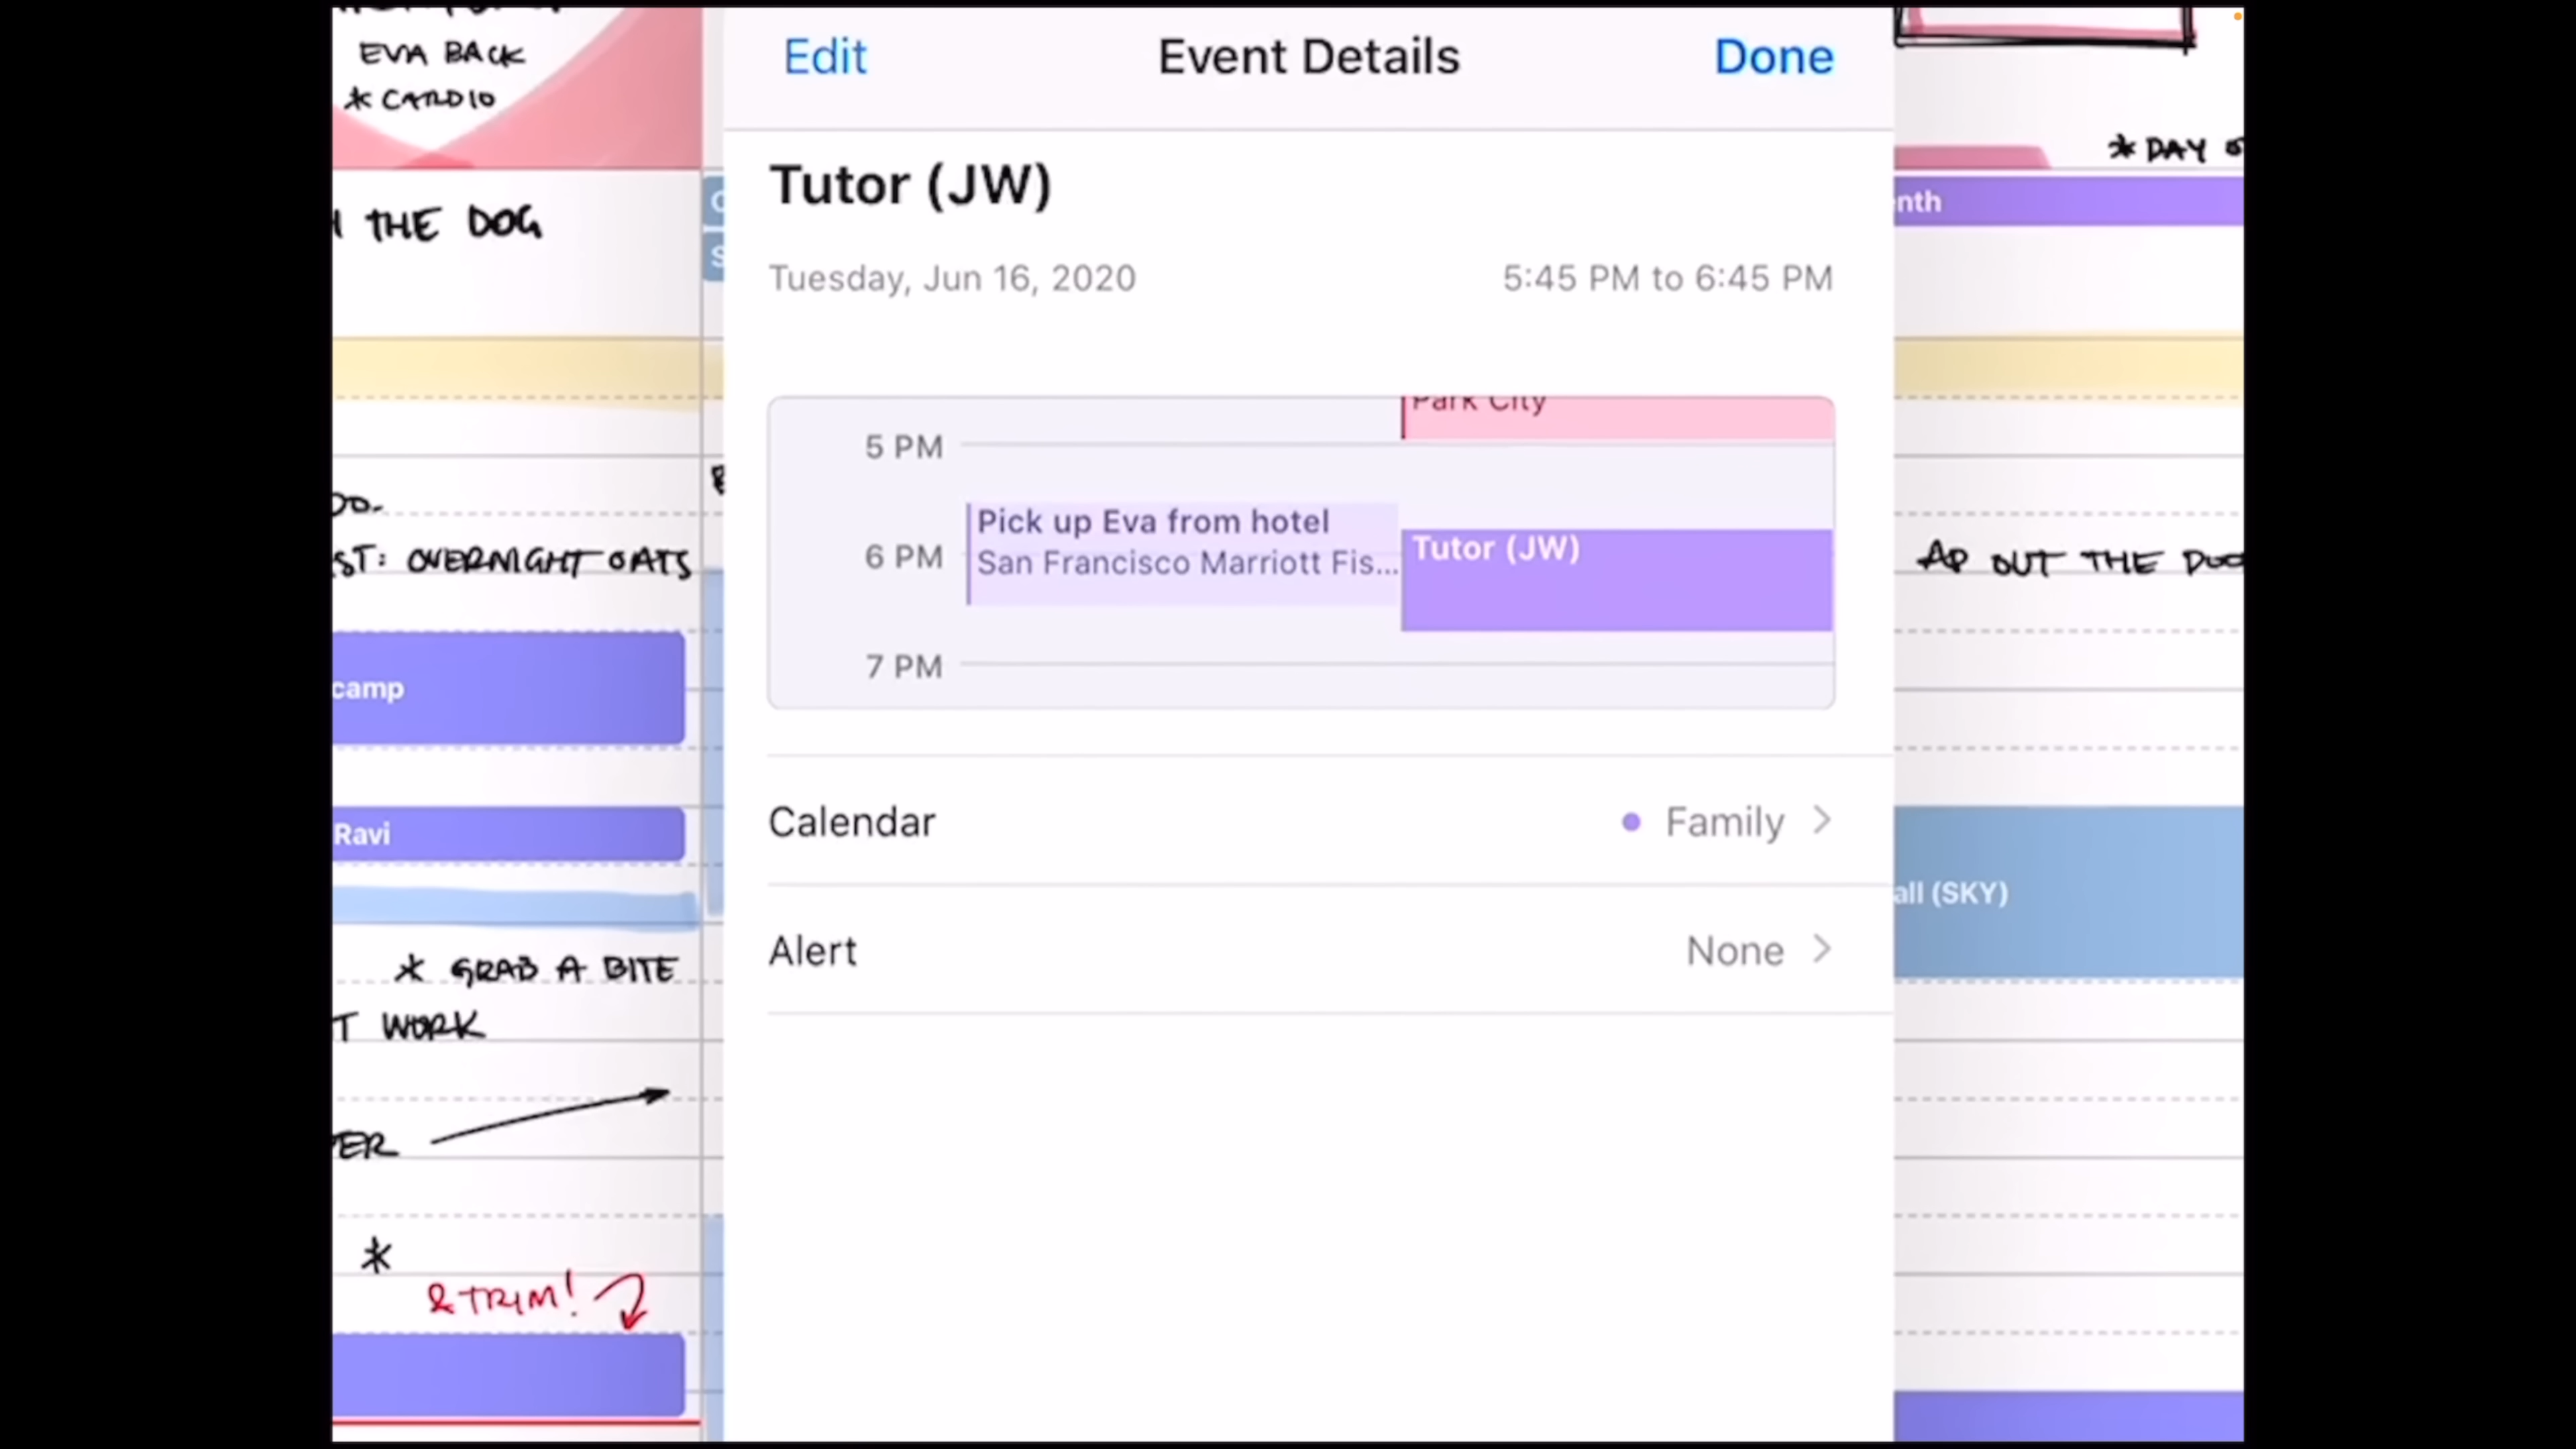 EVA BACK
* CARDIO
THE DOG
ST: OVERNIGHT OATS
camp
Ravi
* GRAB A BITE
T WORK
PER
*
& TRIM!
Edit
Event Details
Done
Tutor (JW)
Tuesday, Jun 16, 2020
5:45 PM to 6:45 PM
Park City
5 PM
Pick up Eva from hotel
6 PM
San Francisco Marriott Fis...
Tutor (JW)
7 PM
Calendar
Family
Alert
None
* DAY
nth
OUT THE
all (SKY)